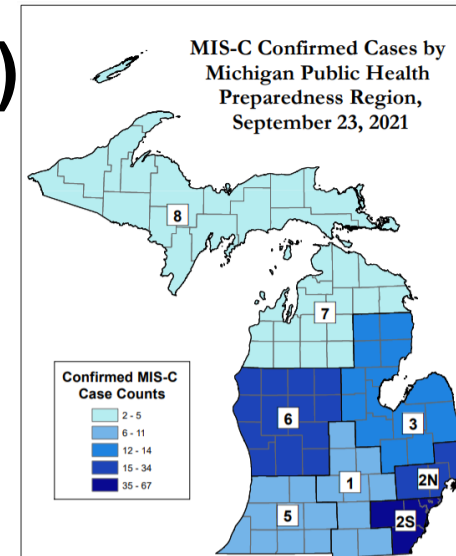 )
MIS-C Confirmed Cases by
Michigan Public Health
Preparedness Region,
September 23, 2021
8
7
Confirmed MIS-C
Case Counts
2 - 5
6 - 11
12 - 14
15 - 34
35 - 67
6
3
1
2N
5
2S